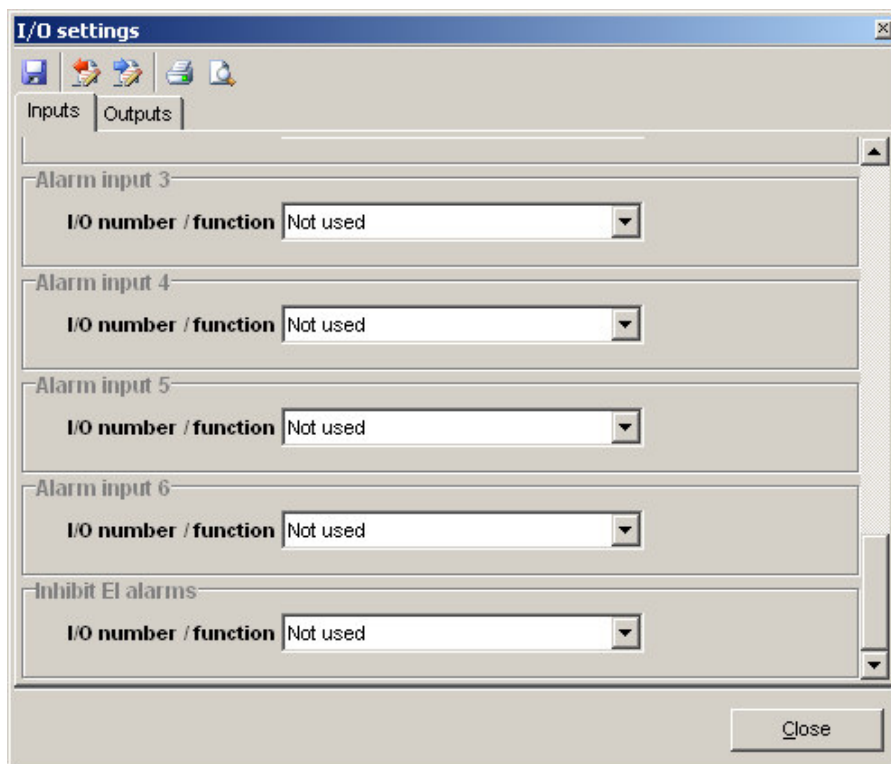 I/O settings
Inputs Outputs
Alarm input 3
I/O number / function Not used
Alarm input 4
I/O number / function Not used
Alarm input 5
I/O number / function Not used
Alarm input 6
I/O number / function Not used
Inhibit EI alarms
I/O number / function Not used
Close